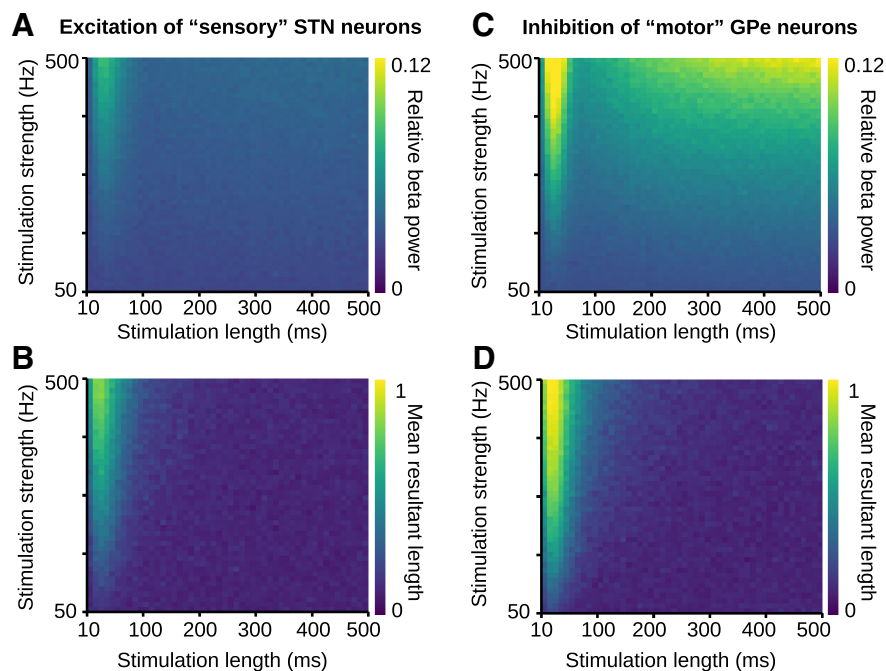 A
Excitation of “sensory” STN neurons
500
50
Stimulation strength (Hz)
10 100 200 300 400 500
Stimulation length (ms)
0.12
0
Relative beta power
C
Inhibition of “motor” GPe neurons
500
50
Stimulation strength (Hz)
10 100 200 300 400 500
Stimulation length (ms)
0.12
0
Relative beta power
B
500
50
Stimulation strength (Hz)
10 100 200 300 400 500
Stimulation length (ms)
1
0
Mean resultant length
D
500
50
Stimulation strength (Hz)
10 100 200 300 400 500
Stimulation length (ms)
1
0
Mean resultant length